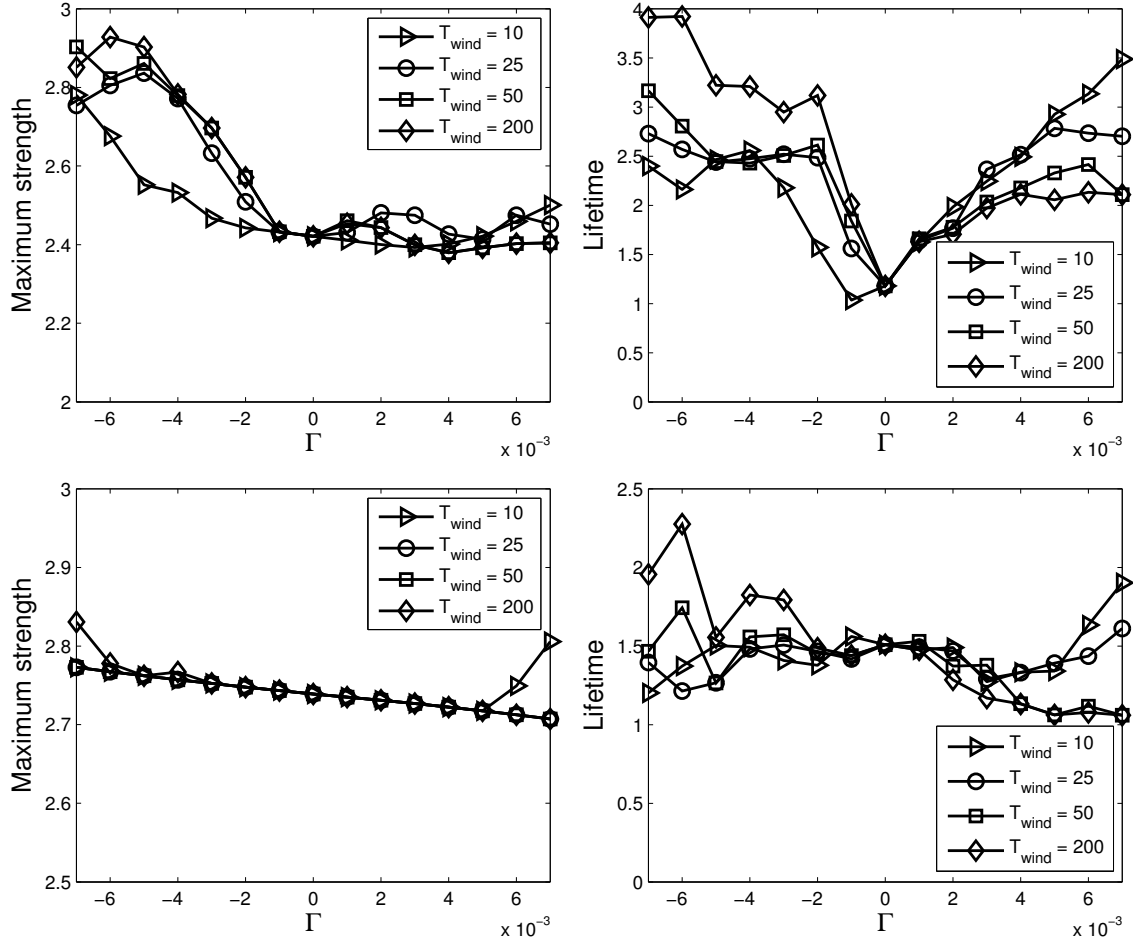 3
2.8
2.6
2.4
2.2
2
Maximum strength
−6 −4 −2 0 2 4 6
Γ
x 10⁻³
T_wind = 10
T_wind = 25
T_wind = 50
T_wind = 200
4
3.5
3
2.5
2
1.5
1
0.5
0
Lifetime
−6 −4 −2 0 2 4 6
Γ
x 10⁻³
T_wind = 10
T_wind = 25
T_wind = 50
T_wind = 200
3
2.9
2.8
2.7
2.6
2.5
Maximum strength
−6 −4 −2 0 2 4 6
Γ
x 10⁻³
T_wind = 10
T_wind = 25
T_wind = 50
T_wind = 200
2.5
2
1.5
1
0.5
0
Lifetime
−6 −4 −2 0 2 4 6
Γ
x 10⁻³
T_wind = 10
T_wind = 25
T_wind = 50
T_wind = 200